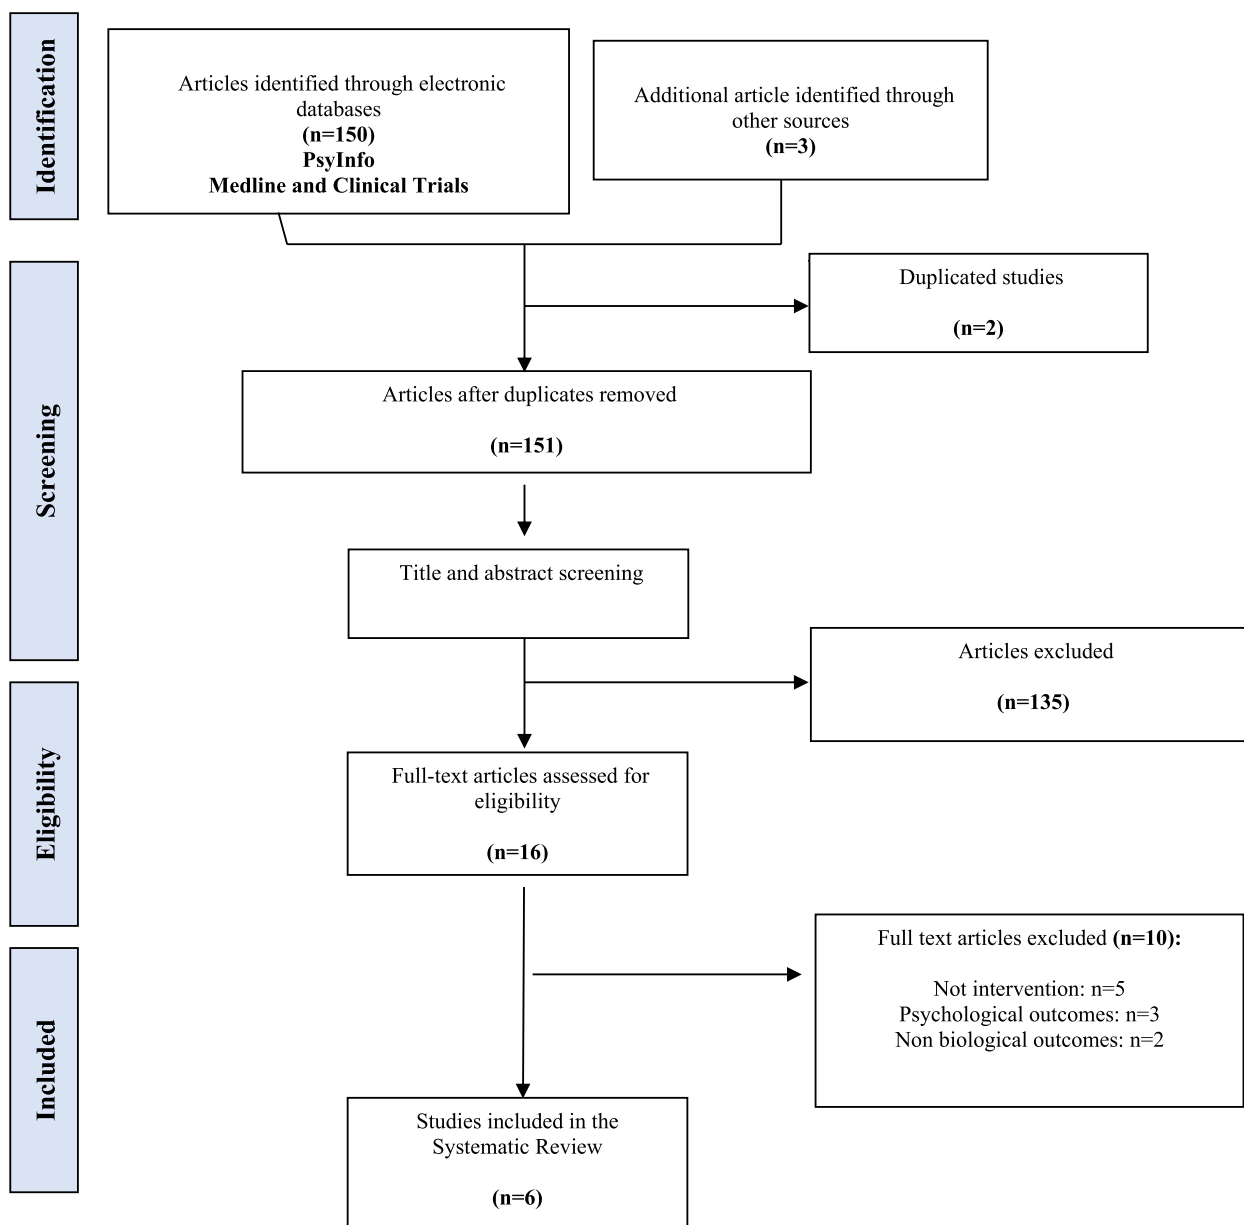 Identification
Articles identified through electronic
databases
(n=150)
PsyInfo
Medline and Clinical Trials
Additional article identified through
other sources
(n=3)
Screening
Duplicated studies
(n=2)
Articles after duplicates removed
(n=151)
Title and abstract screening
Articles excluded
(n=135)
Eligibility
Full-text articles assessed for
eligibility
(n=16)
Included
Full text articles excluded (n=10):
Not intervention: n=5
Psychological outcomes: n=3
Non biological outcomes: n=2
Studies included in the
Systematic Review
(n=6)